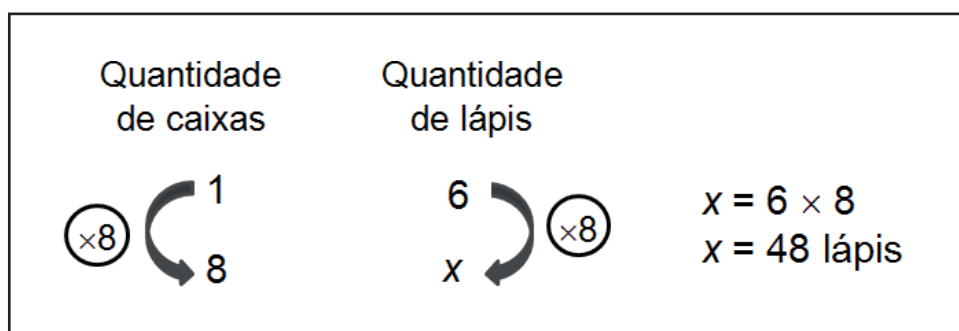 Quantidade de caixas
Quantidade de lápis
×8 1 6 ×8
8 x
x = 6 × 8
x = 48 lápis